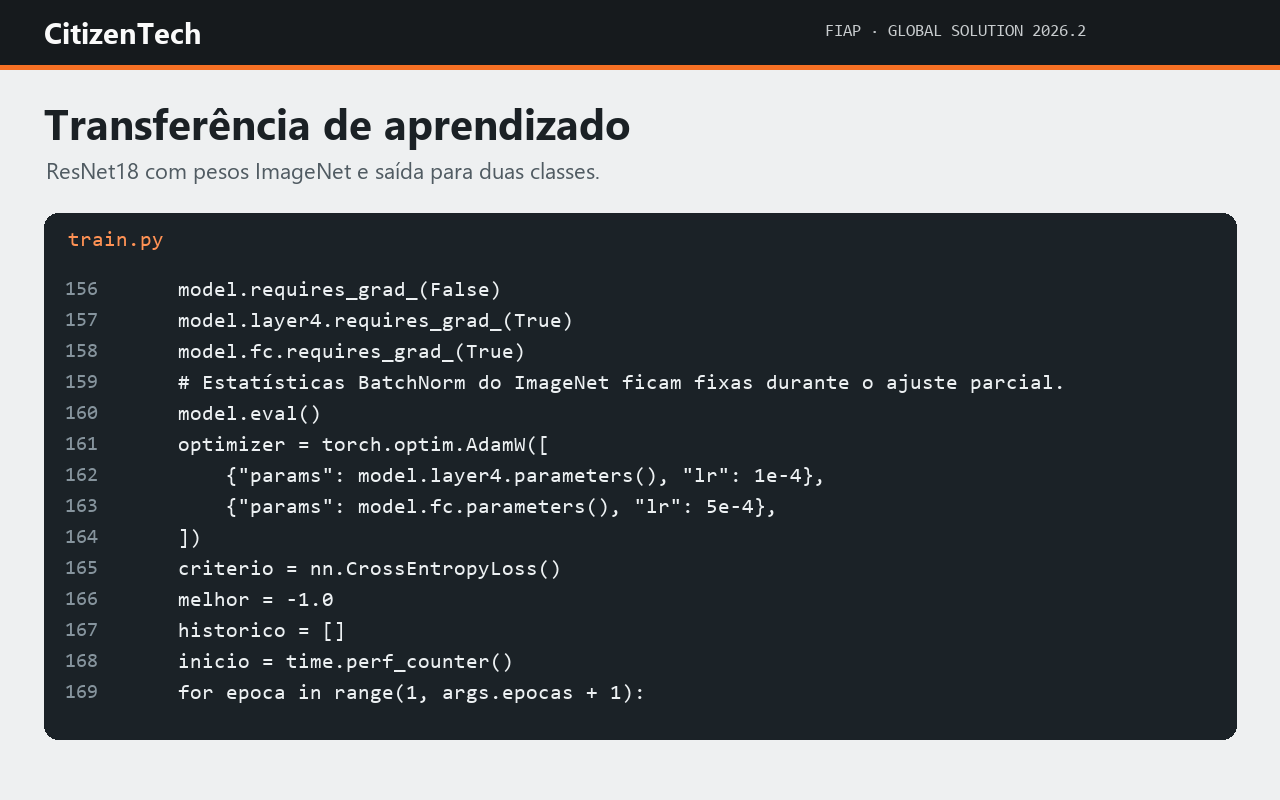 CitizenTech
FIAP · GLOBAL SOLUTION 2026.2
Transferência de aprendizado
ResNet18 com pesos ImageNet e saída para duas classes.
train.py
156 model.requires_grad_(False)
157 model.layer4.requires_grad_(True)
158 model.fc.requires_grad_(True)
159 # Estatísticas BatchNorm do ImageNet ficam fixas durante o ajuste parcial.
160 model.eval()
161 optimizer = torch.optim.AdamW([
162     {"params": model.layer4.parameters(), "lr": 1e-4},
163     {"params": model.fc.parameters(), "lr": 5e-4},
164 ])
165 criterio = nn.CrossEntropyLoss()
166 melhor = -1.0
167 historico = []
168 inicio = time.perf_counter()
169 for epoca in range(1, args.epocas + 1):